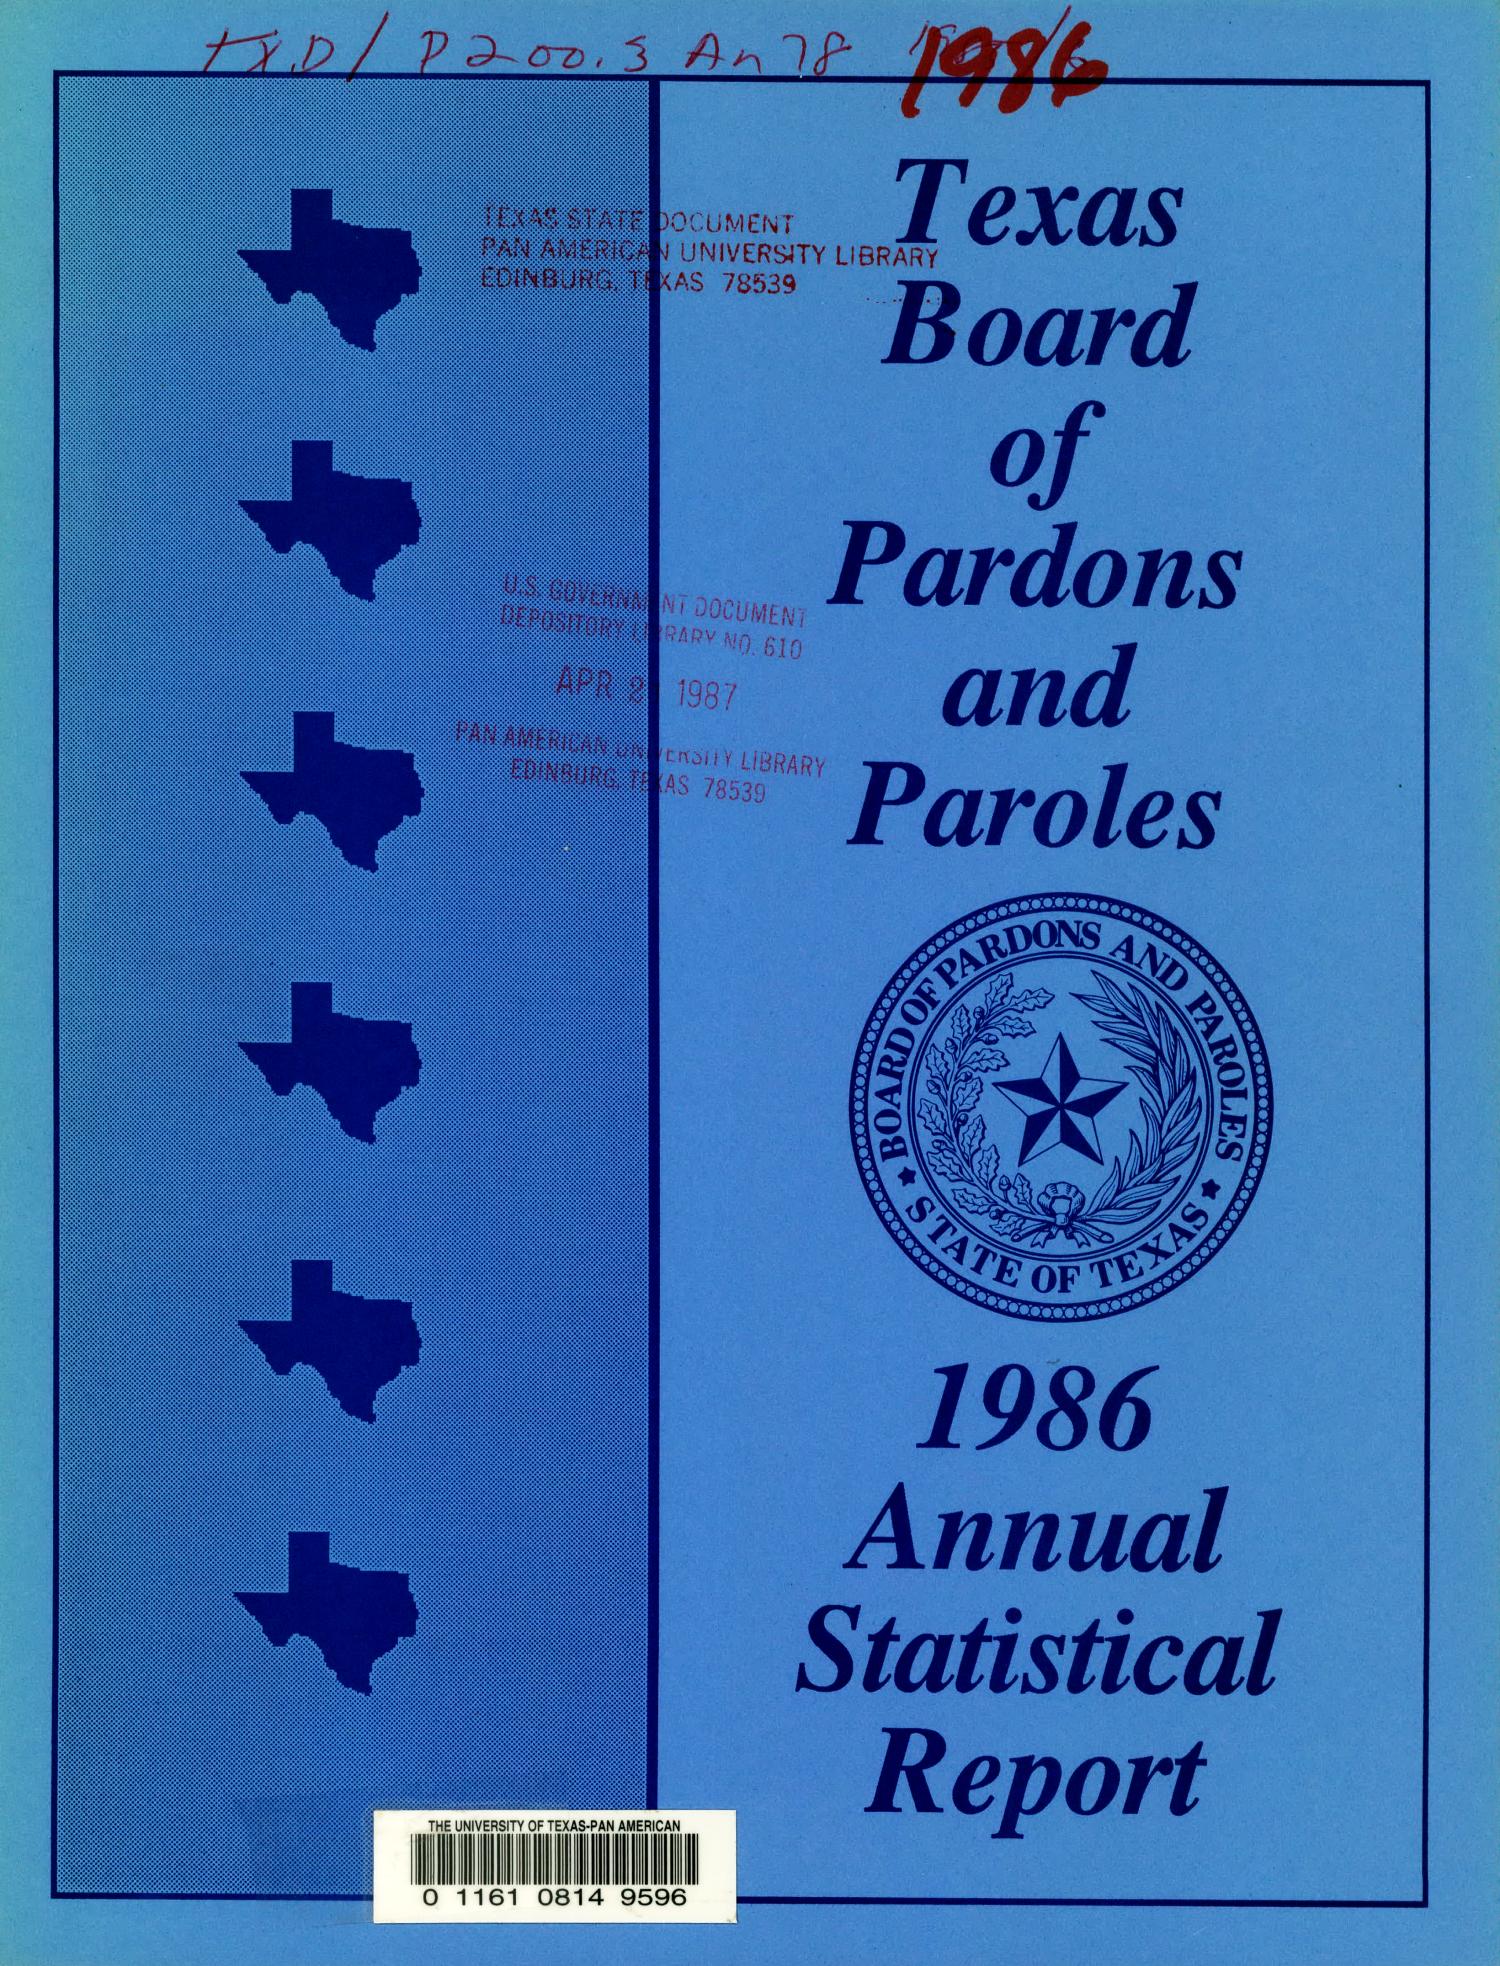 TXD/ P200.3 An78 1986
TEXAS STATE DOCUMENT
PAN AMERICAN UNIVERSITY LIBRARY
EDINBURG, TEXAS 78539
Texas
Board
of
Pardons
and
Paroles
U.S. GOVERNMENT DOCUMENT
DEPOSITORY LIBRARY NO. 610
APR 1987
PAN AMERICAN UNIVERSITY LIBRARY
EDINBURG, TEXAS 78539
BOARD OF PARDONS AND PAROLES
STATE OF TEXAS
1986
Annual
Statistical
Report
THE UNIVERSITY OF TEXAS-PAN AMERICAN
0 1161 0814 9596